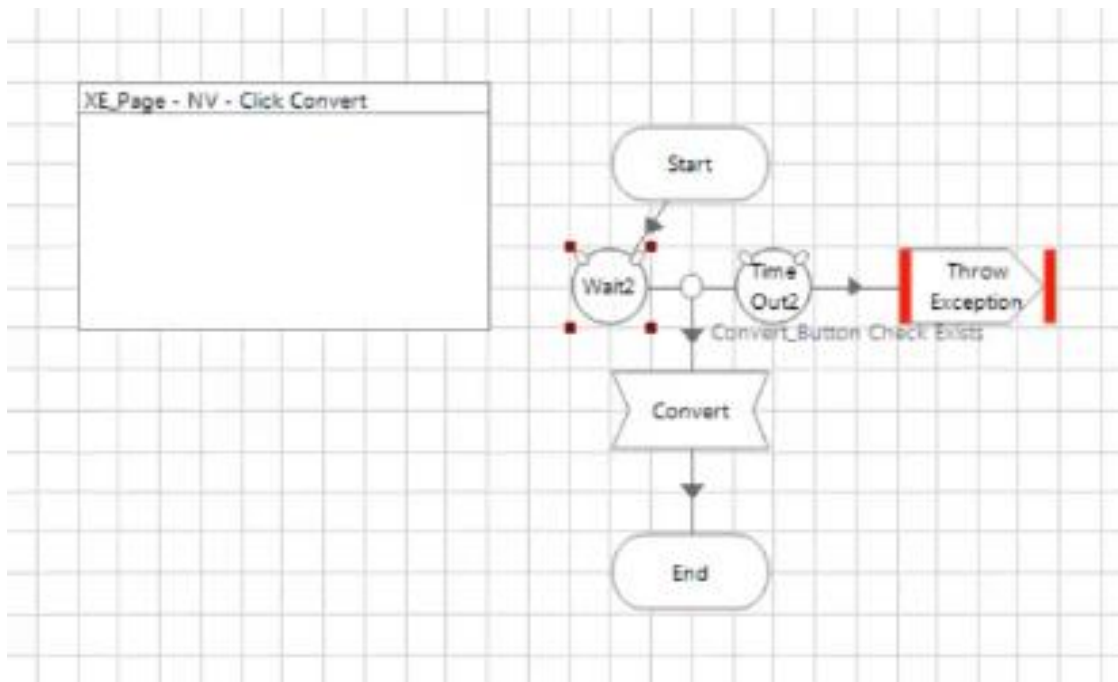 XE_Page - NV - Click Convert
Start
Wait2
Time
Out2
Throw
Exception
Convert_Button Check Exists
Convert
End